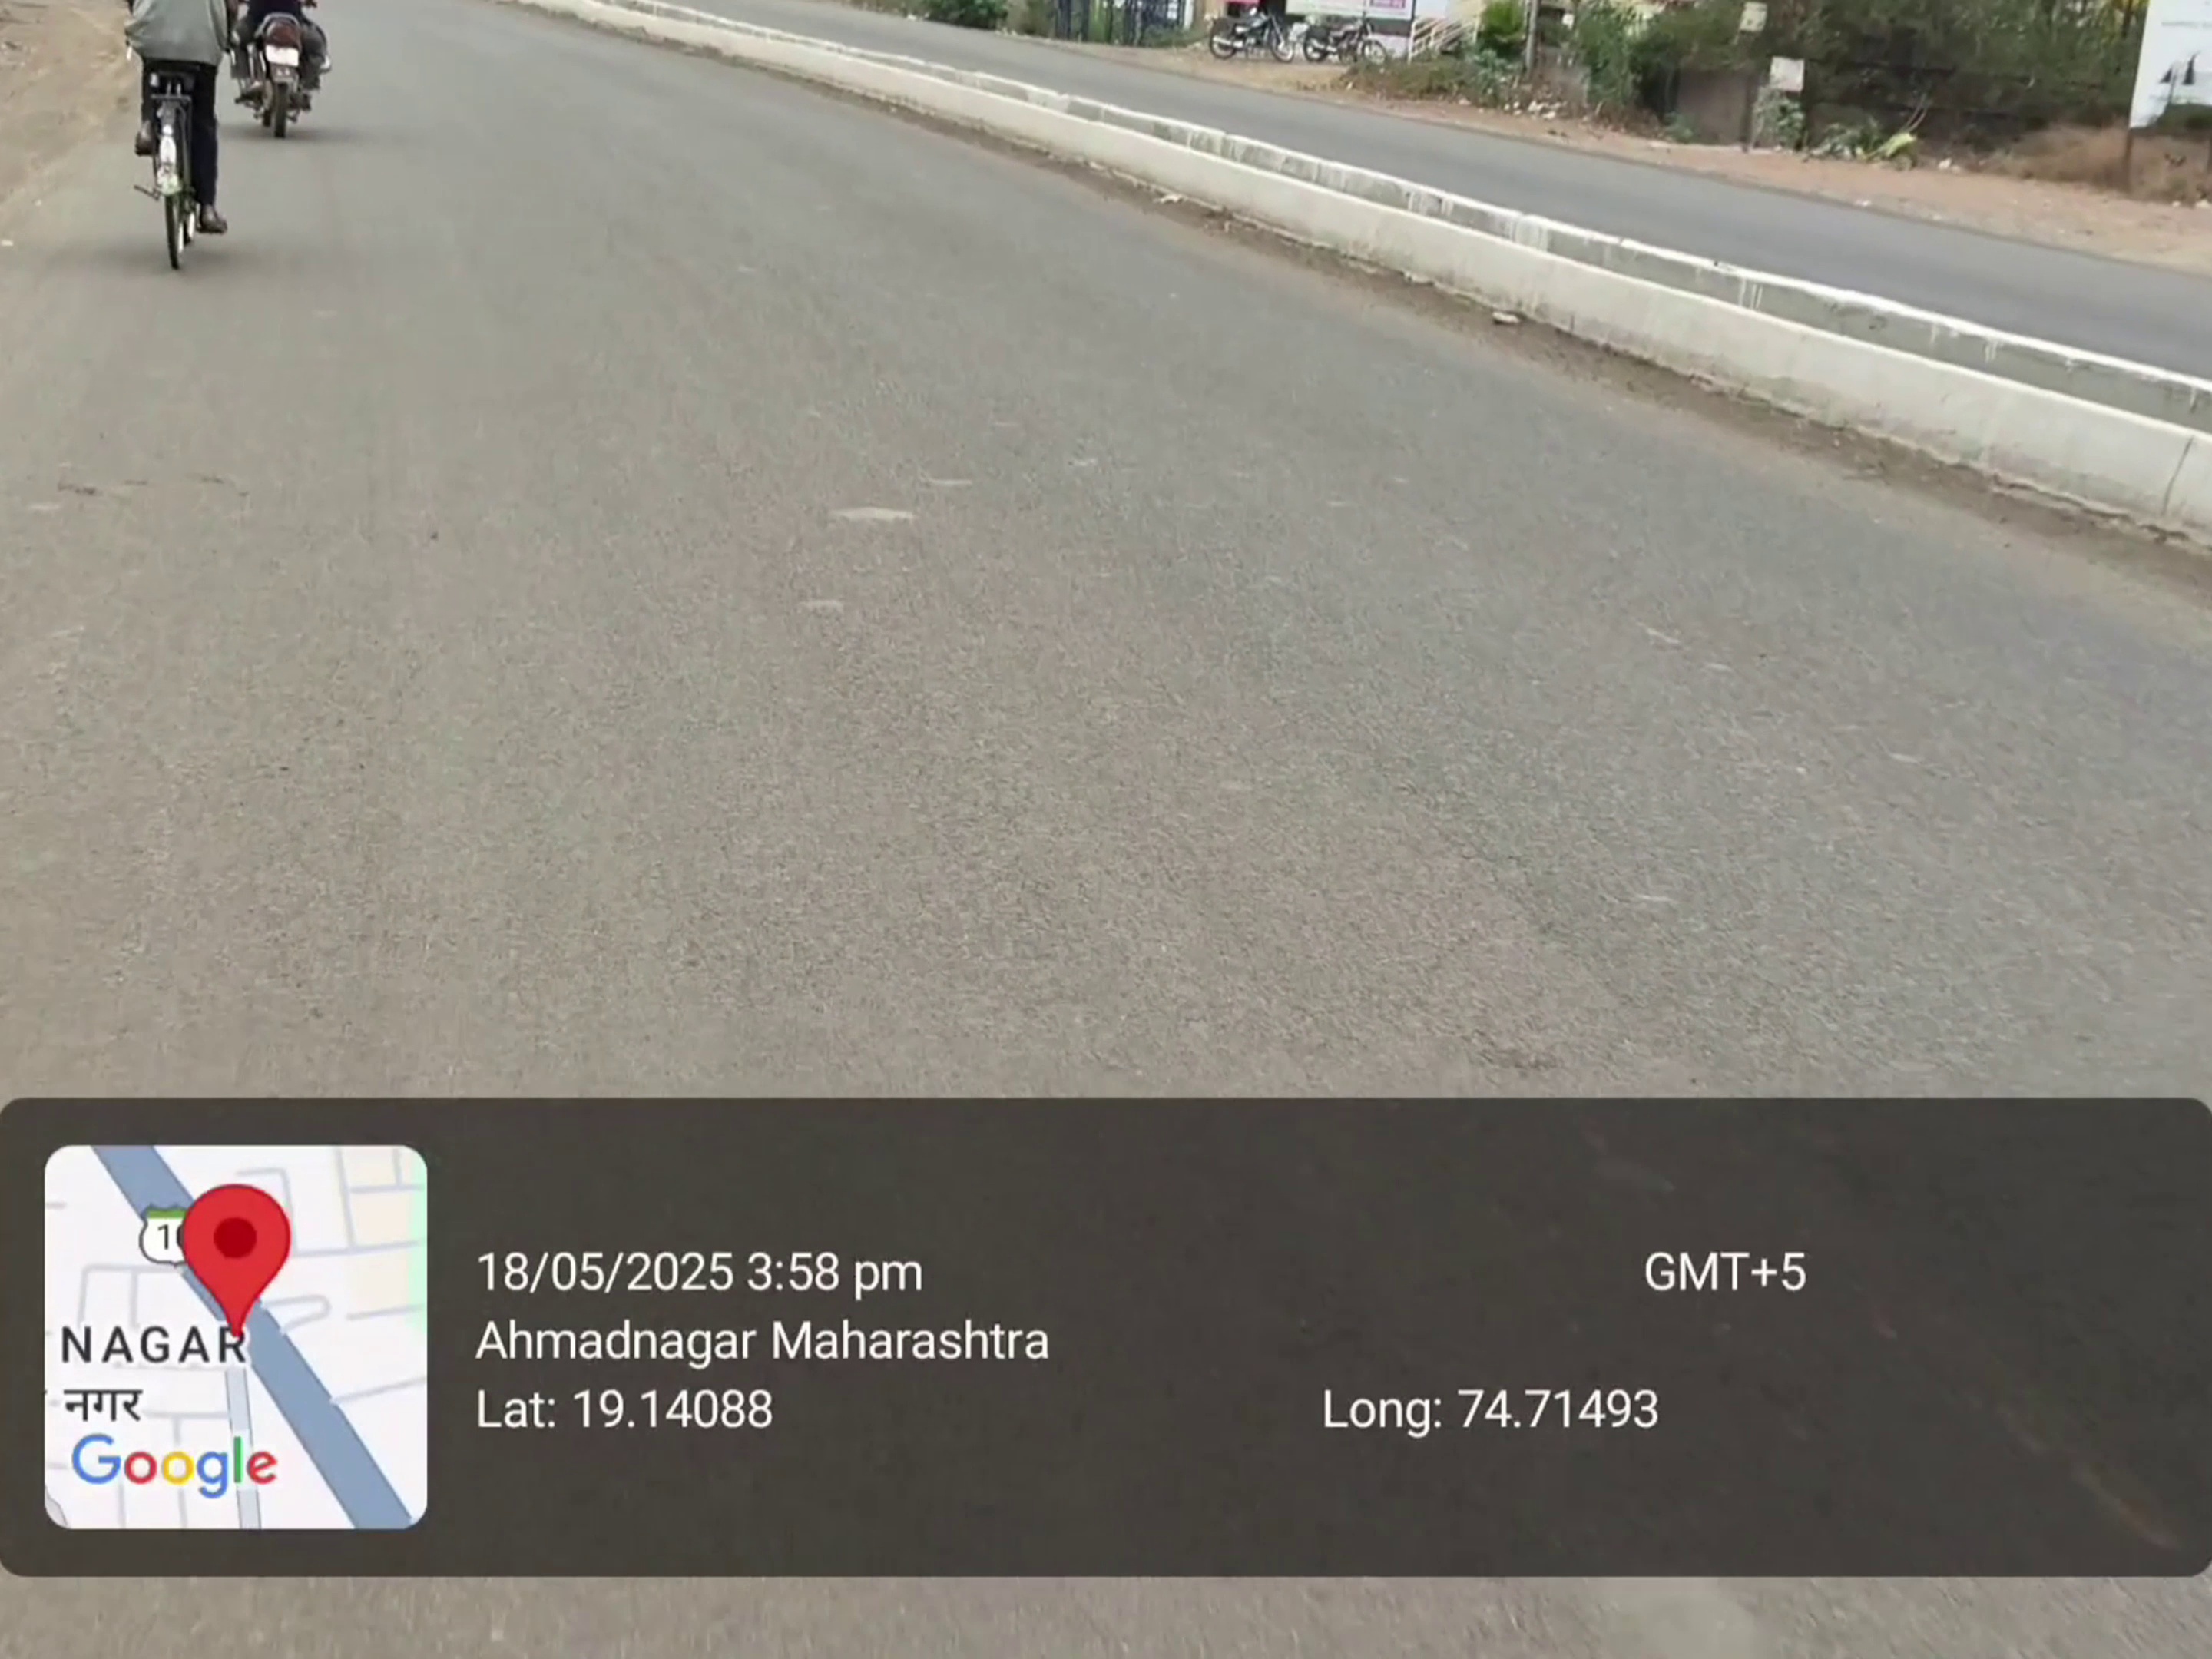 18/05/2025 3:58 pm GMT+5
Ahmadnagar Maharashtra
Lat: 19.14088 Long: 74.71493
NAGAR
नगर
Google